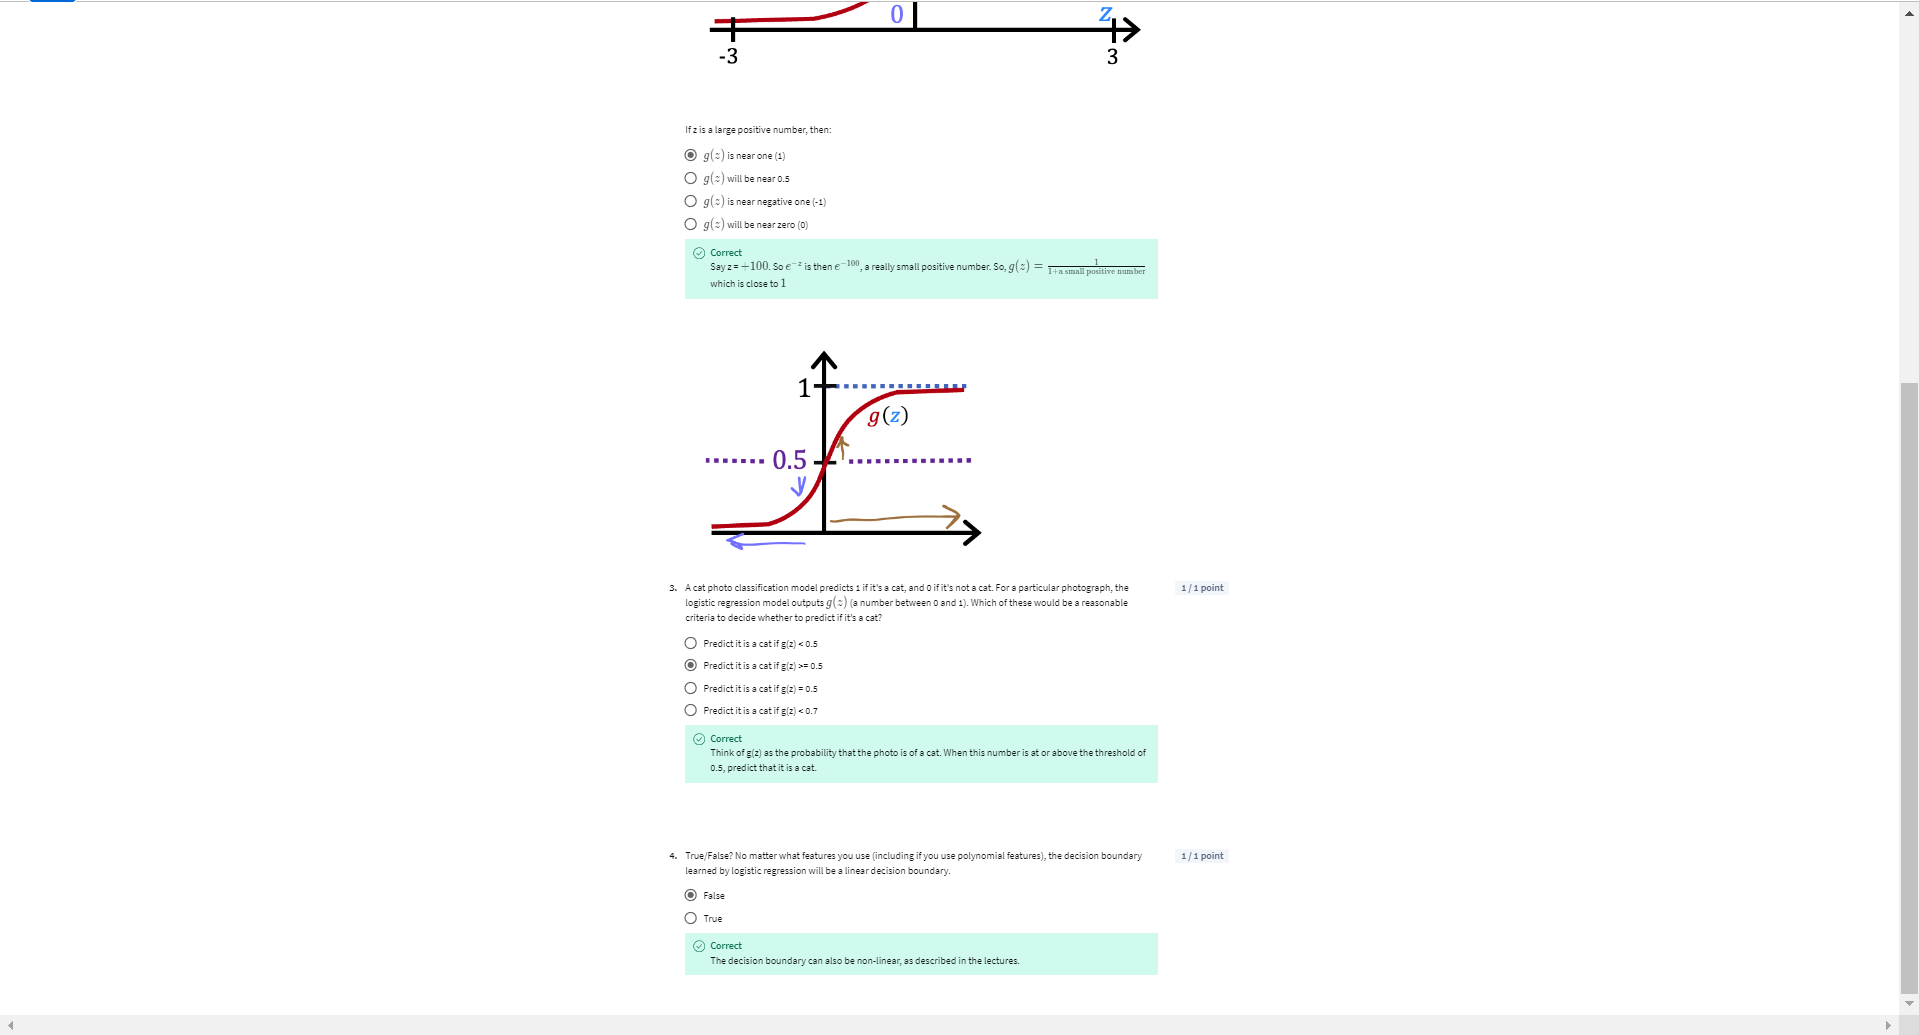 0
z
-3
3
If z is a large positive number, then:
g(z) is near one (1)
g(z) will be near 0.5
g(z) is near negative one (-1)
g(z) will be near zero (0)
Correct
Say z = +100. So e^{-z} is then e^{-100}, a really small positive number. So, g(z) = \frac{1}{1+a small positive number}
which is close to 1
1
g(z)
0.5
3. A cat photo classification model predicts 1 if it's a cat, and 0 if it's not a cat. For a particular photograph, the
1 / 1 point
logistic regression model outputs g(z) (a number between 0 and 1). Which of these would be a reasonable
criteria to decide whether to predict if it's a cat?
Predict it is a cat if g(z) < 0.5
Predict it is a cat if g(z) >= 0.5
Predict it is a cat if g(z) = 0.5
Predict it is a cat if g(z) < 0.7
Correct
Think of g(z) as the probability that the photo is of a cat. When this number is at or above the threshold of
0.5, predict that it is a cat.
4. True/False? No matter what features you use (including if you use polynomial features), the decision boundary
1 / 1 point
learned by logistic regression will be a linear decision boundary.
False
True
Correct
The decision boundary can also be non-linear, as described in the lectures.